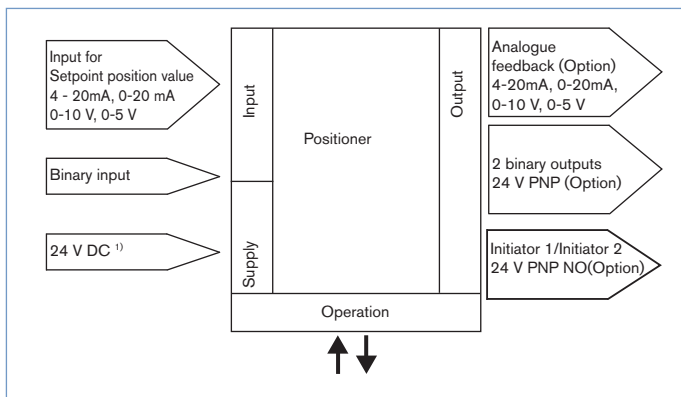 Input for
Setpoint position value
4 - 20mA, 0-20 mA
0-10 V, 0-5 V
Binary input
24 V DC ¹⁾
Input
Supply
Positioner
Operation
Output
Analogue
feedback (Option)
4-20mA, 0-20mA,
0-10 V, 0-5 V
2 binary outputs
24 V PNP (Option)
Initiator 1/Initiator 2
24 V PNP NO(Option)